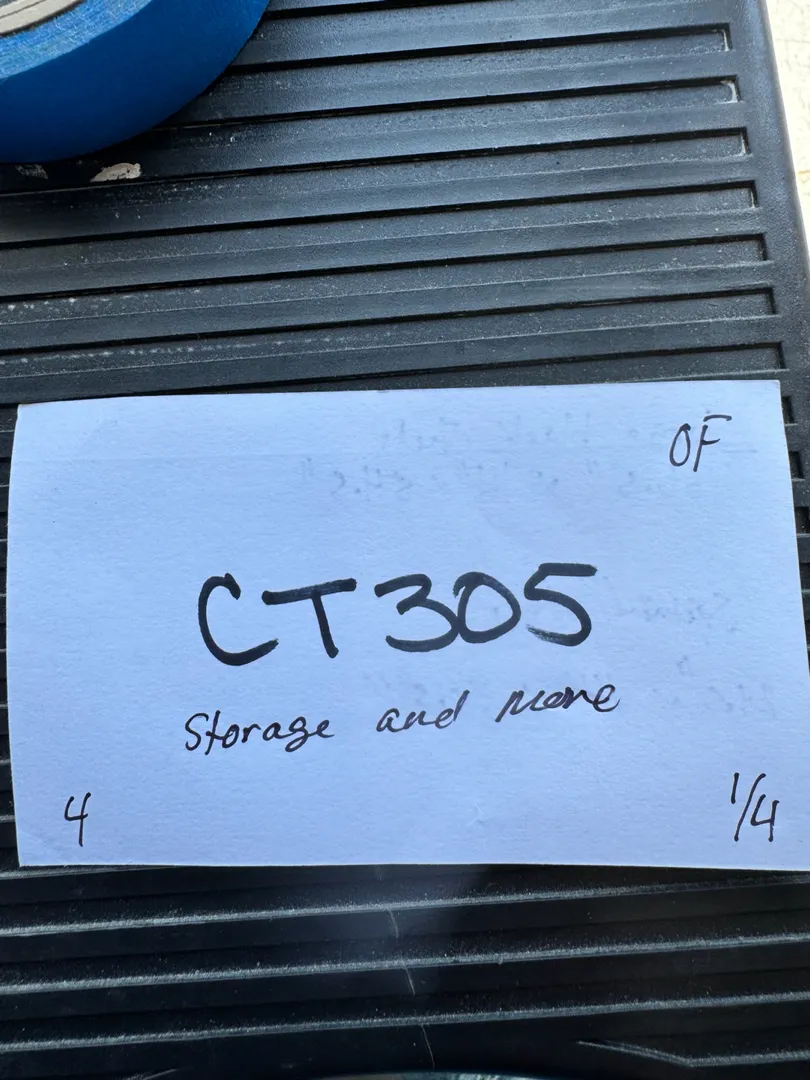 OF
CT305
Storage and more
4
1/4